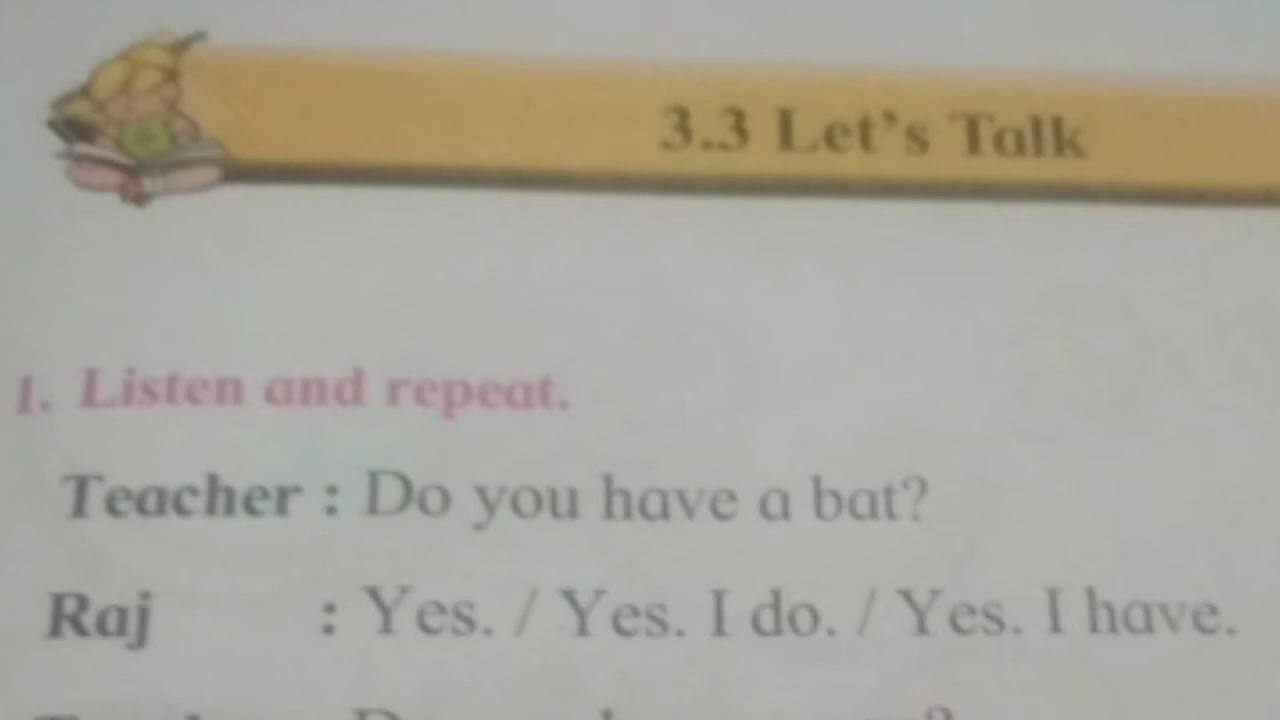 3.3 Let's Talk
1. Listen and repeat.
Teacher : Do you have a bat?
Raj : Yes. / Yes. I do. / Yes. I have.